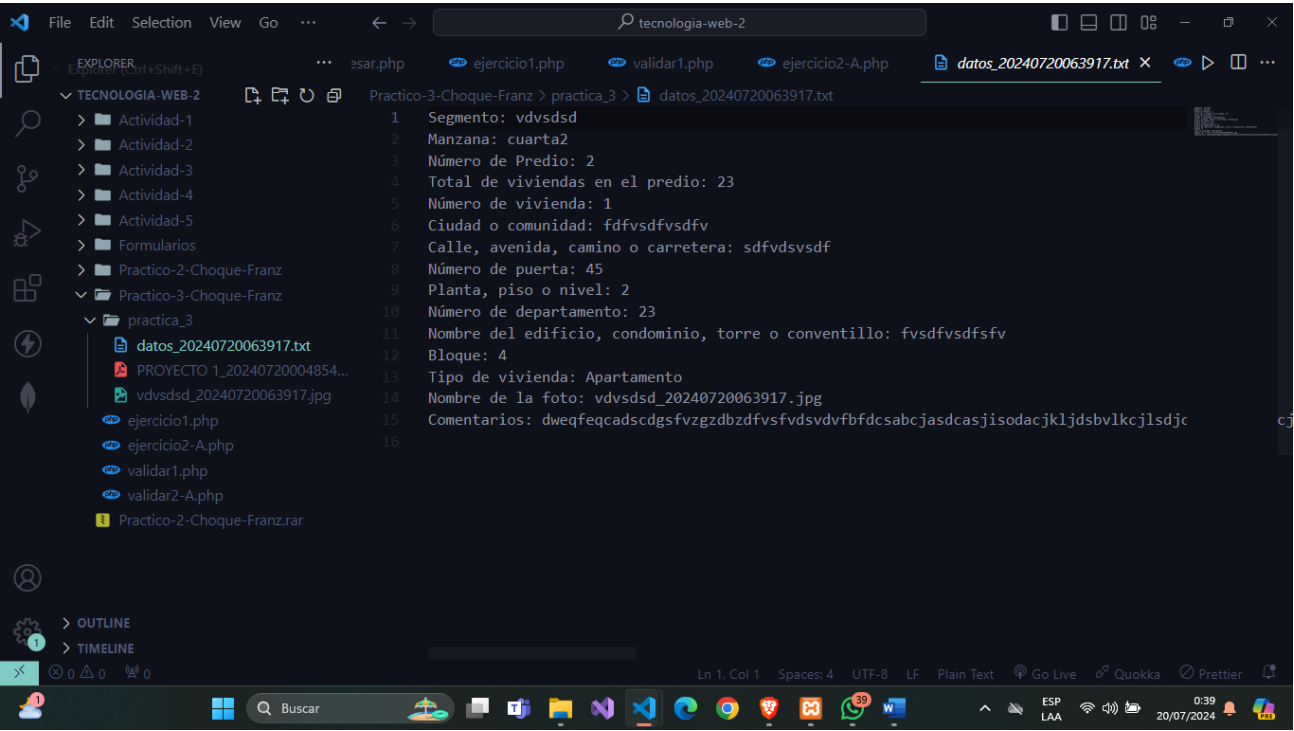 File Edit Selection View Go ··· tecnologia-web-2
EXPLORER ···
Explorer (Ctrl+Shift+E)
esar.php ejercicio1.php validar1.php ejercicio2-A.php datos_20240720063917.txt
TECNOLOGIA-WEB-2
Practico-3-Choque-Franz > practica_3 > datos_20240720063917.txt
Actividad-1
Actividad-2
Actividad-3
Actividad-4
Actividad-5
Formularios
Practico-2-Choque-Franz
Practico-3-Choque-Franz
practica_3
datos_20240720063917.txt
PROYECTO 1_20240720004854...
vdvsdsd_20240720063917.jpg
ejercicio1.php
ejercicio2-A.php
validar1.php
validar2-A.php
Practico-2-Choque-Franz.rar
OUTLINE
TIMELINE
1 Segmento: vdvsdsd
2 Manzana: cuarta2
3 Número de Predio: 2
4 Total de viviendas en el predio: 23
5 Número de vivienda: 1
6 Ciudad o comunidad: fdfvsdfvsdfv
7 Calle, avenida, camino o carretera: sdfvdsvsdf
8 Número de puerta: 45
9 Planta, piso o nivel: 2
10 Número de departamento: 23
11 Nombre del edificio, condominio, torre o conventillo: fvsdfvsdfsfv
12 Bloque: 4
13 Tipo de vivienda: Apartamento
14 Nombre de la foto: vdvsdsd_20240720063917.jpg
15 Comentarios: dweqfeqcadscdgsfvzgzdbzdfvsfvdsvdvfbfdcsabcjasdcasjisodacjkljdsbvlkcjlsdjc cj
16
1
0 0 0 Ln 1, Col 1 Spaces: 4 UTF-8 LF Plain Text Go Live Quokka Prettier
1 Buscar 39 ESP LAA 0:39 20/07/2024 PRE